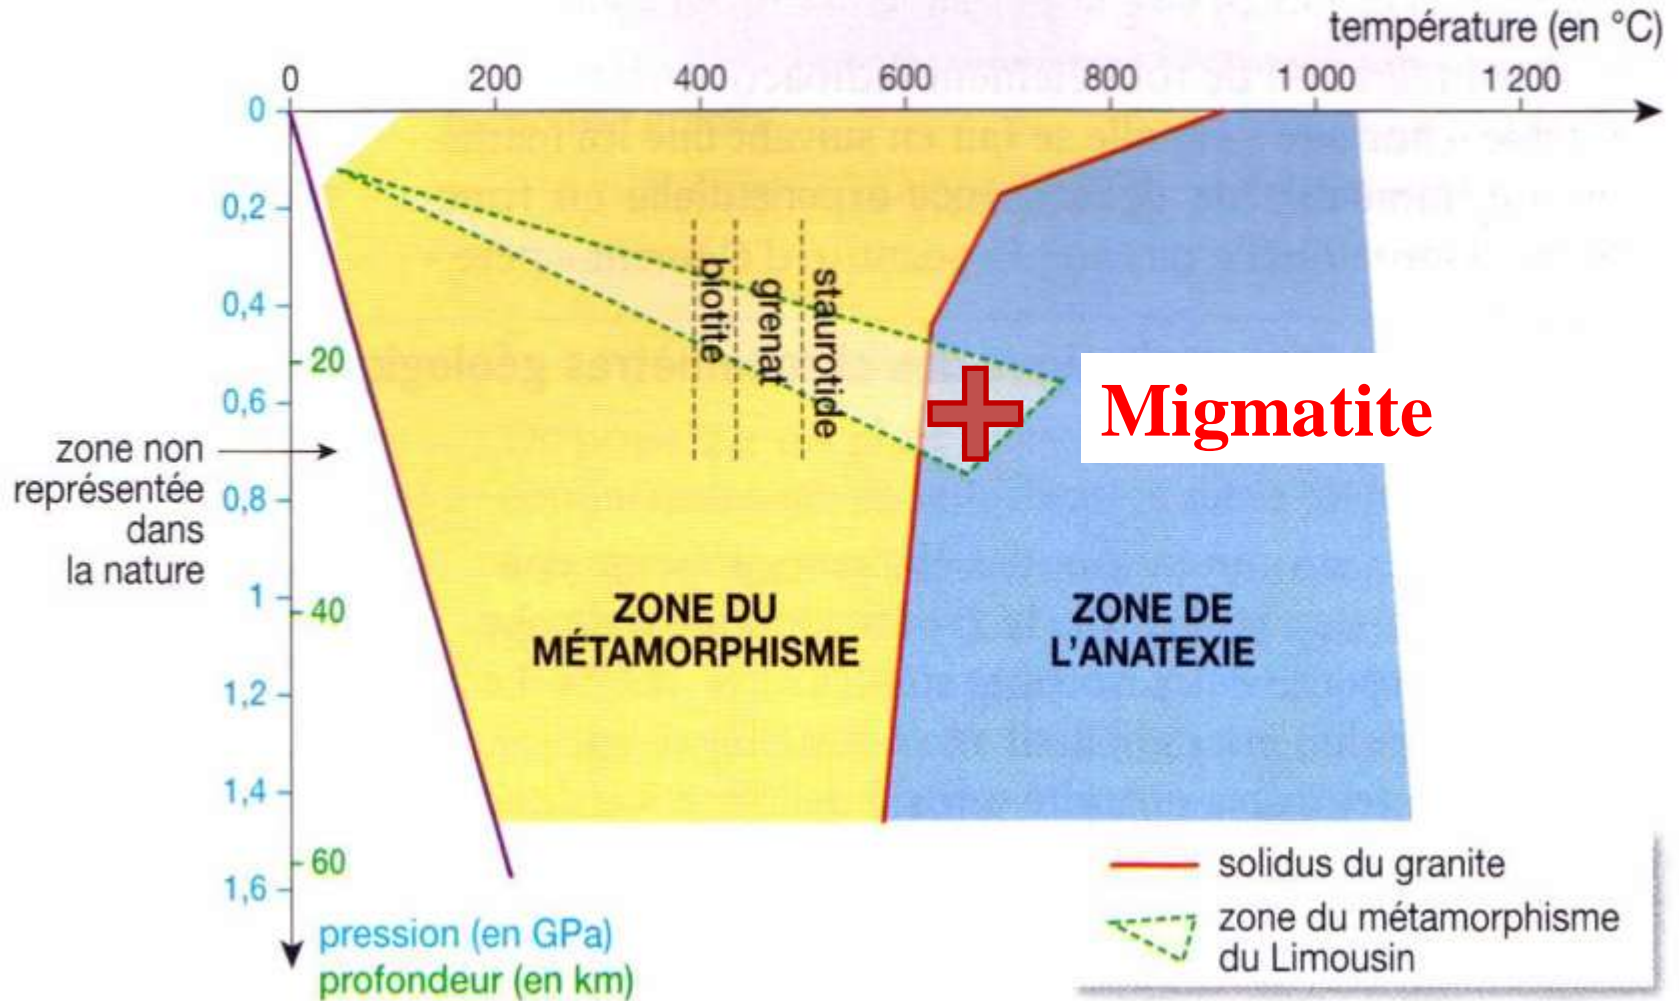 température (en °C)
0 200 400 600 800 1 000 1 200
0
0,2
0,4
20
0,6
0,8
1
40
1,2
1,4
60
1,6
zone non
représentée
dans
la nature
biotite
grenat
staurotide
Migmatite
ZONE DU
MÉTAMORPHISME
ZONE DE
L'ANATEXIE
solidus du granite
zone du métamorphisme
du Limousin
pression (en GPa)
profondeur (en km)